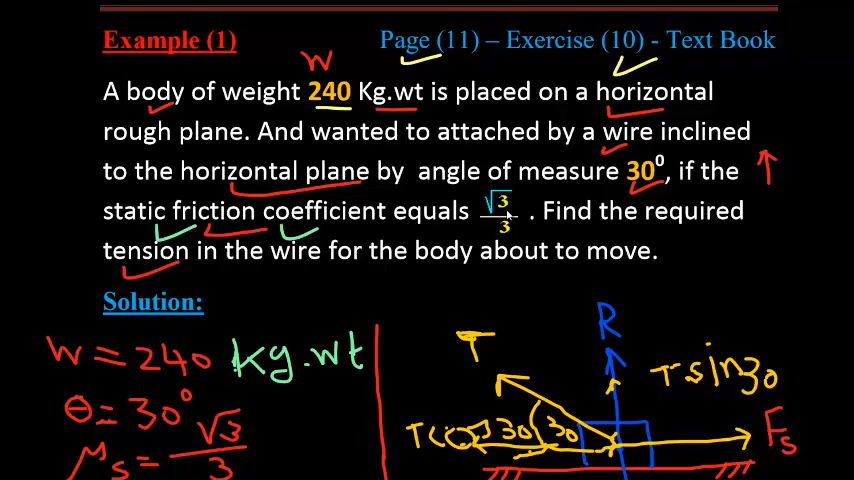 Example (1) Page (11) – Exercise (10) - Text Book
W
A body of weight 240 Kg.wt is placed on a horizontal
rough plane. And wanted to attached by a wire inclined
to the horizontal plane by angle of measure 30⁰, if the
static friction coefficient equals √3/3 . Find the required
tension in the wire for the body about to move.
Solution:
W = 240 kg.wt
θ = 30°
μs = √3/3
R
T
T sin30
T cos30
30
Fs